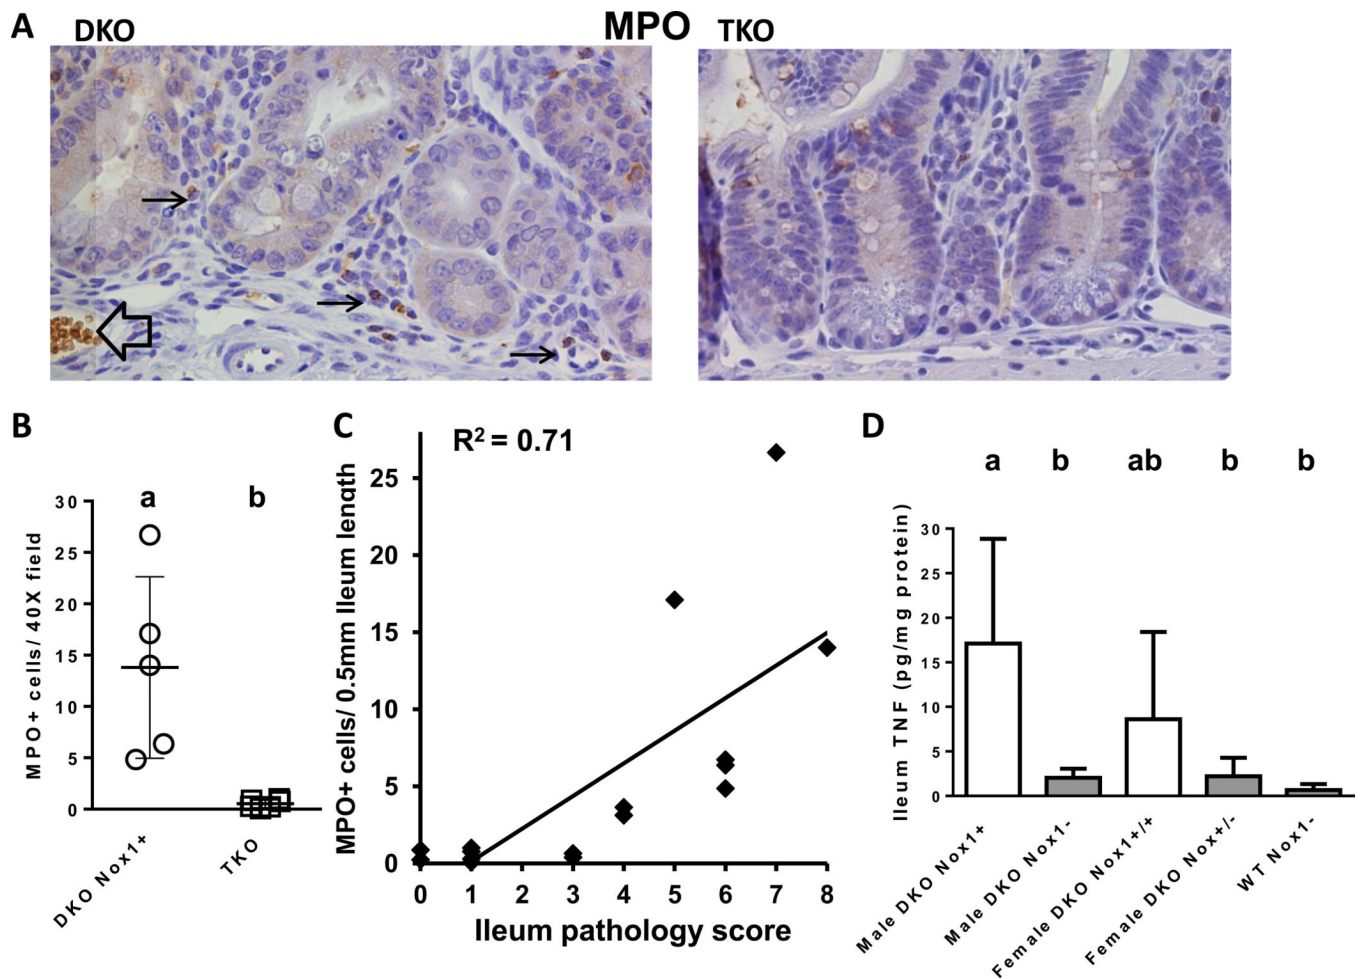 A
DKO
MPO
TKO
B
a
b
30
25
20
15
10
5
0
MPO+ cells/ 40X field
DKO Nox1+
TKO
C
R² = 0.71
25
20
15
10
5
0
MPO+ cells/ 0.5mm Ileum length
0 1 2 3 4 5 6 7 8
Ileum pathology score
D
a b ab b b
30
25
20
15
10
5
0
Ileum TNF (pg/mg protein)
Male DKO Nox1+
Male DKO Nox1-
Female DKO Nox1+/+
Female DKO Nox+/-
WT Nox1-